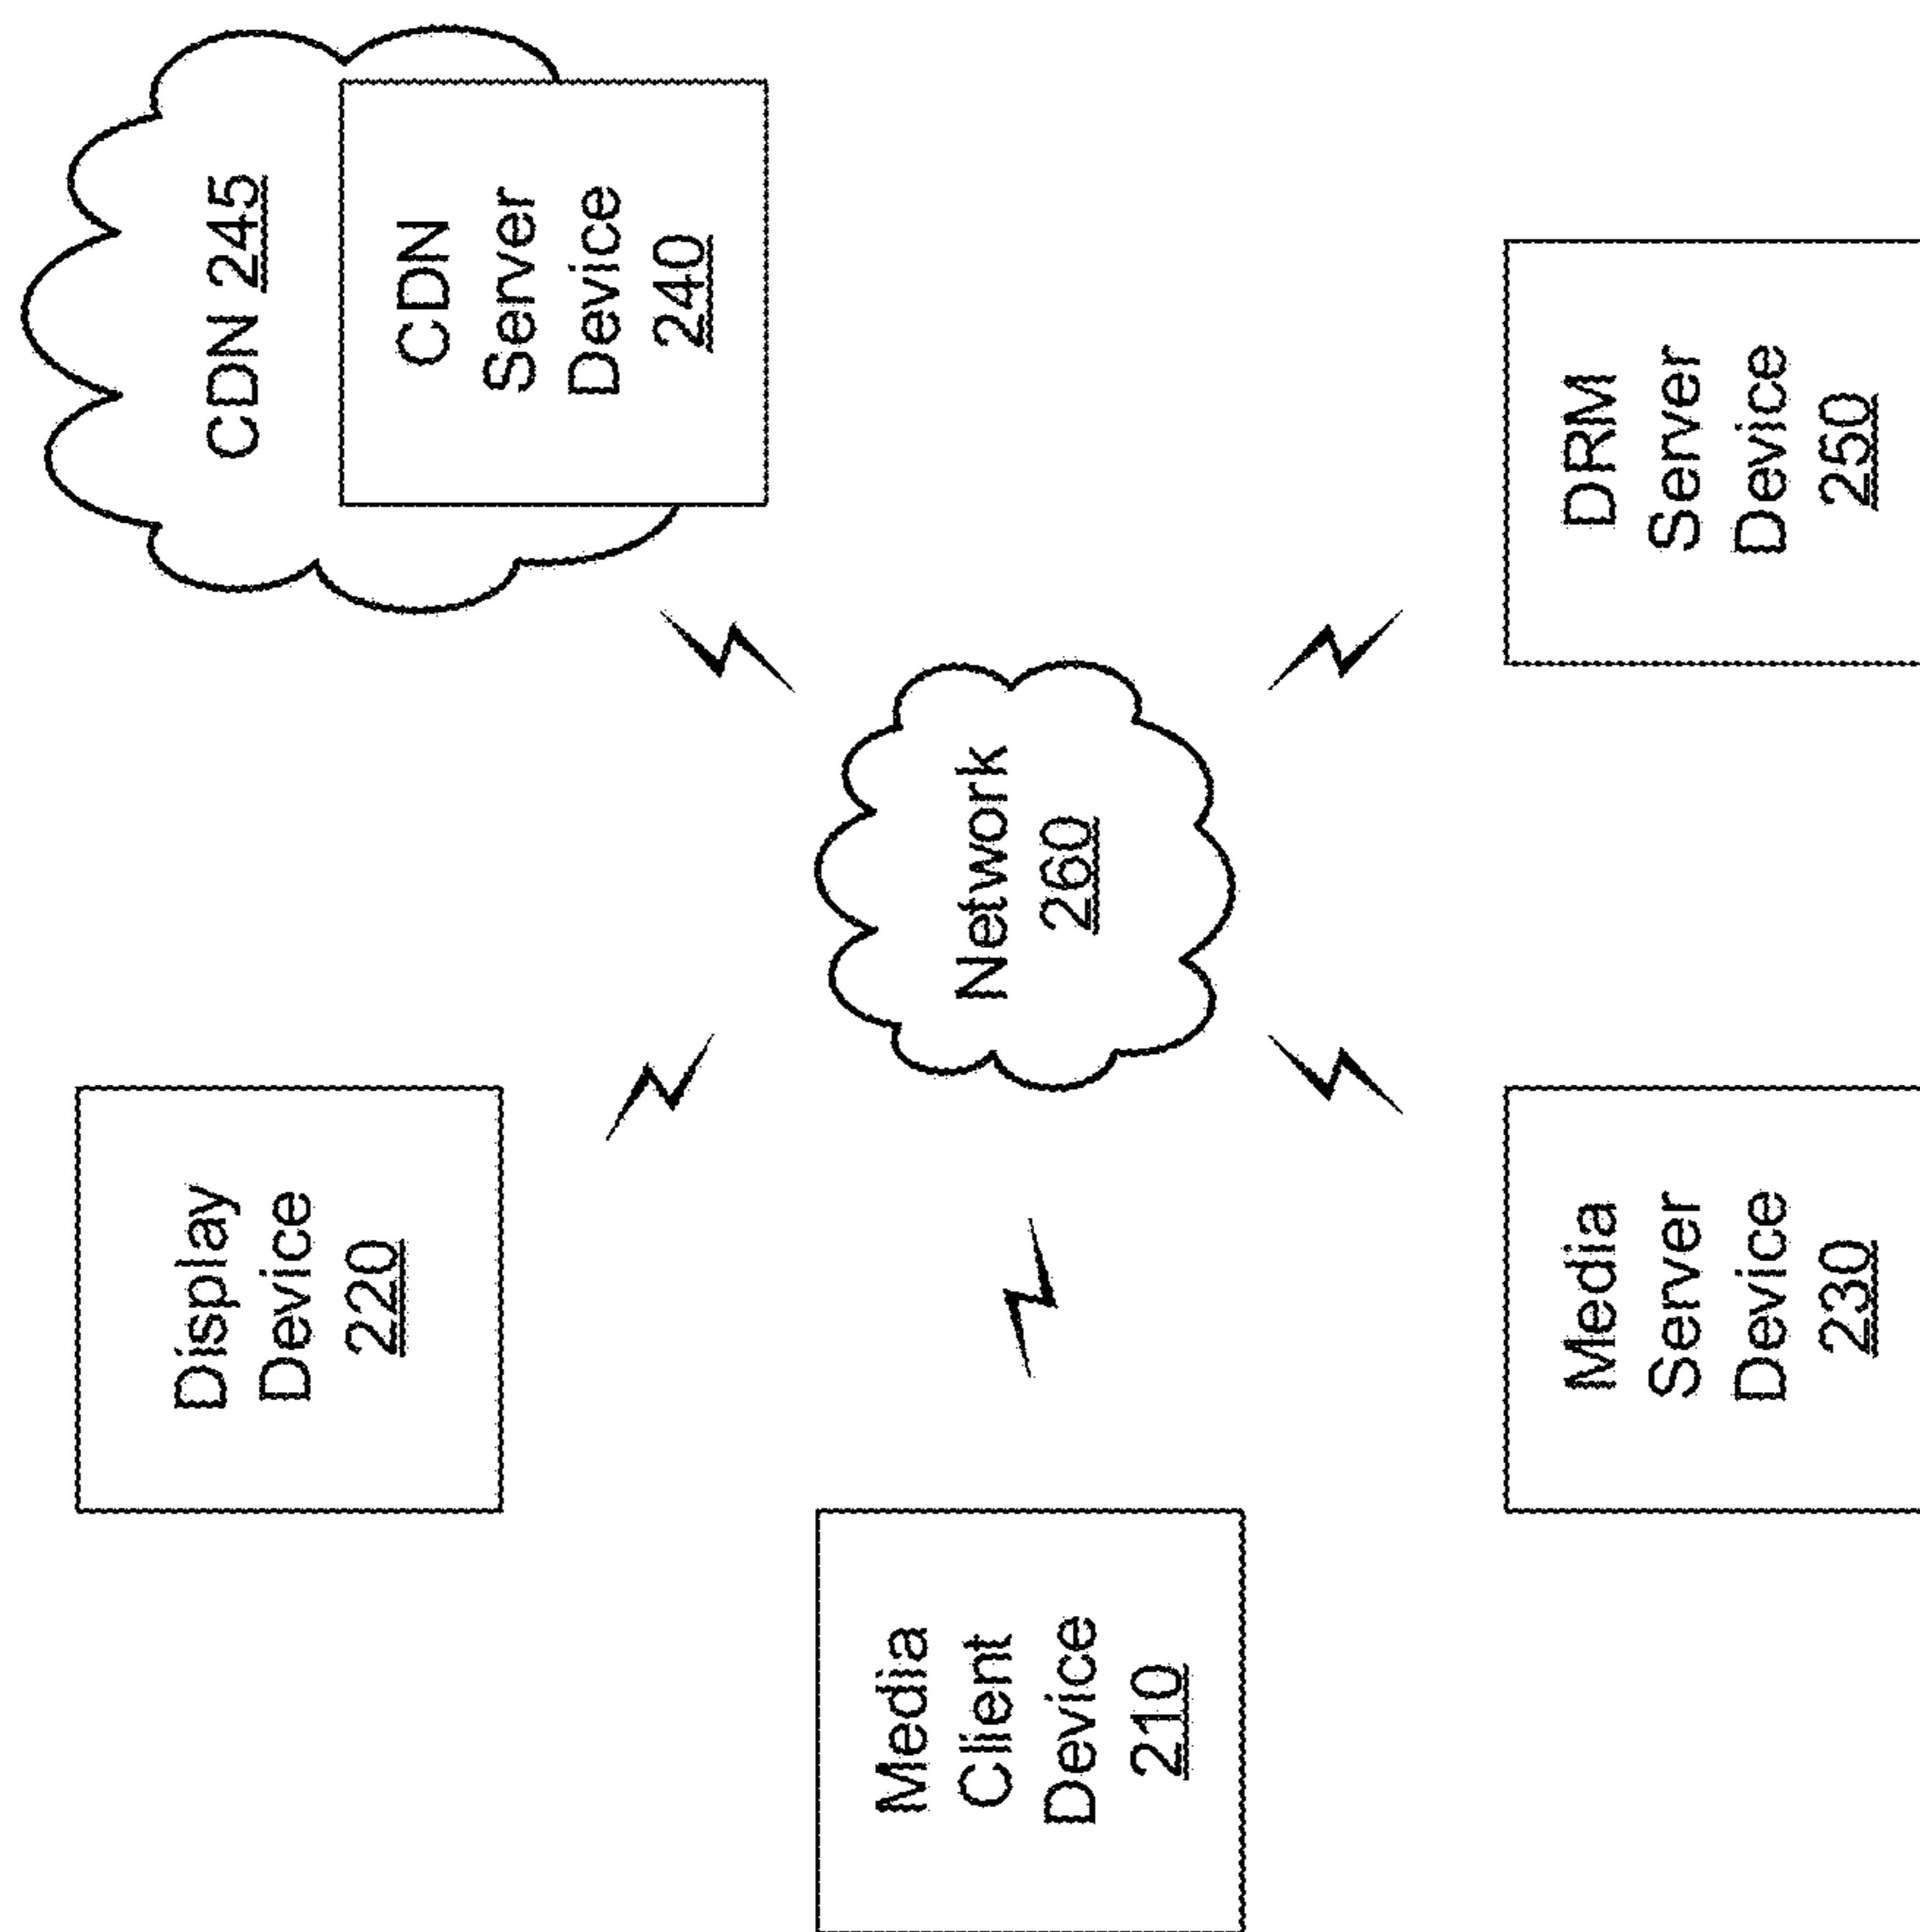 CDN 245
CDN
Server
Device
240
Display
Device
220
Network
260
Media
Client
Device
210
Media
Server
Device
230
DRM
Server
Device
250